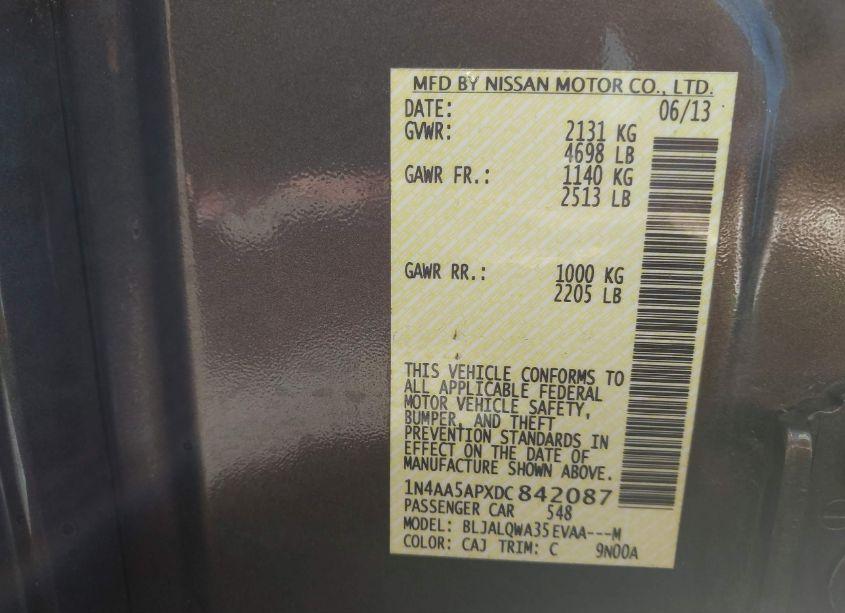 MFD BY NISSAN MOTOR CO., LTD.
DATE: 06/13
GVWR: 2131 KG
4698 LB
GAWR FR.: 1140 KG
2513 LB
GAWR RR.: 1000 KG
2205 LB
THIS VEHICLE CONFORMS TO
ALL APPLICABLE FEDERAL
MOTOR VEHICLE SAFETY,
BUMPER, AND THEFT
PREVENTION STANDARDS IN
EFFECT ON THE DATE OF
MANUFACTURE SHOWN ABOVE.
1N4AA5APXDC842087
PASSENGER CAR 548
MODEL: BLJALQWA35EVAA---M
COLOR: CAJ TRIM: C 9N00A